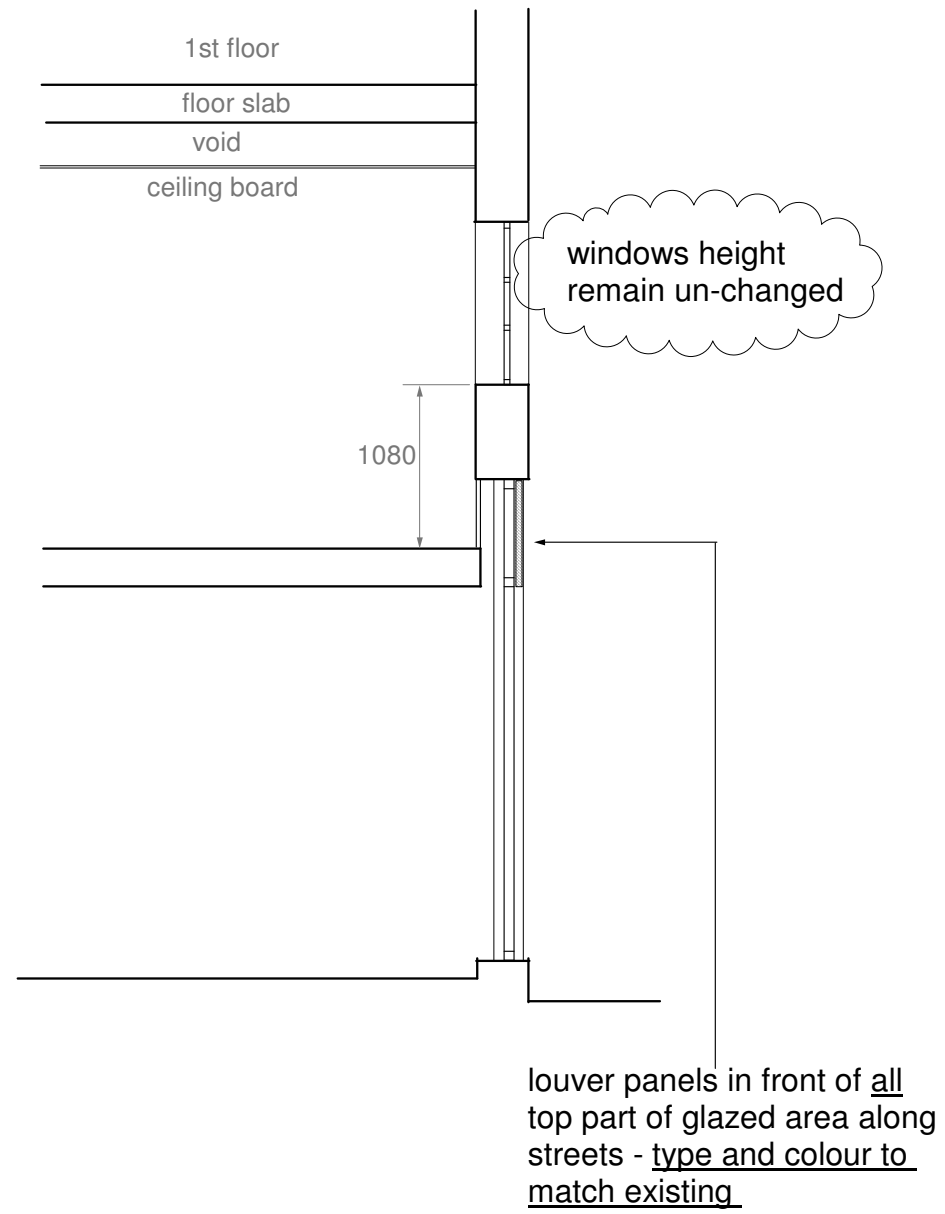 1st floor
floor slab
void
ceiling board
windows height
remain un-changed
1080
louver panels in front of all
top part of glazed area along
streets - type and colour to
match existing